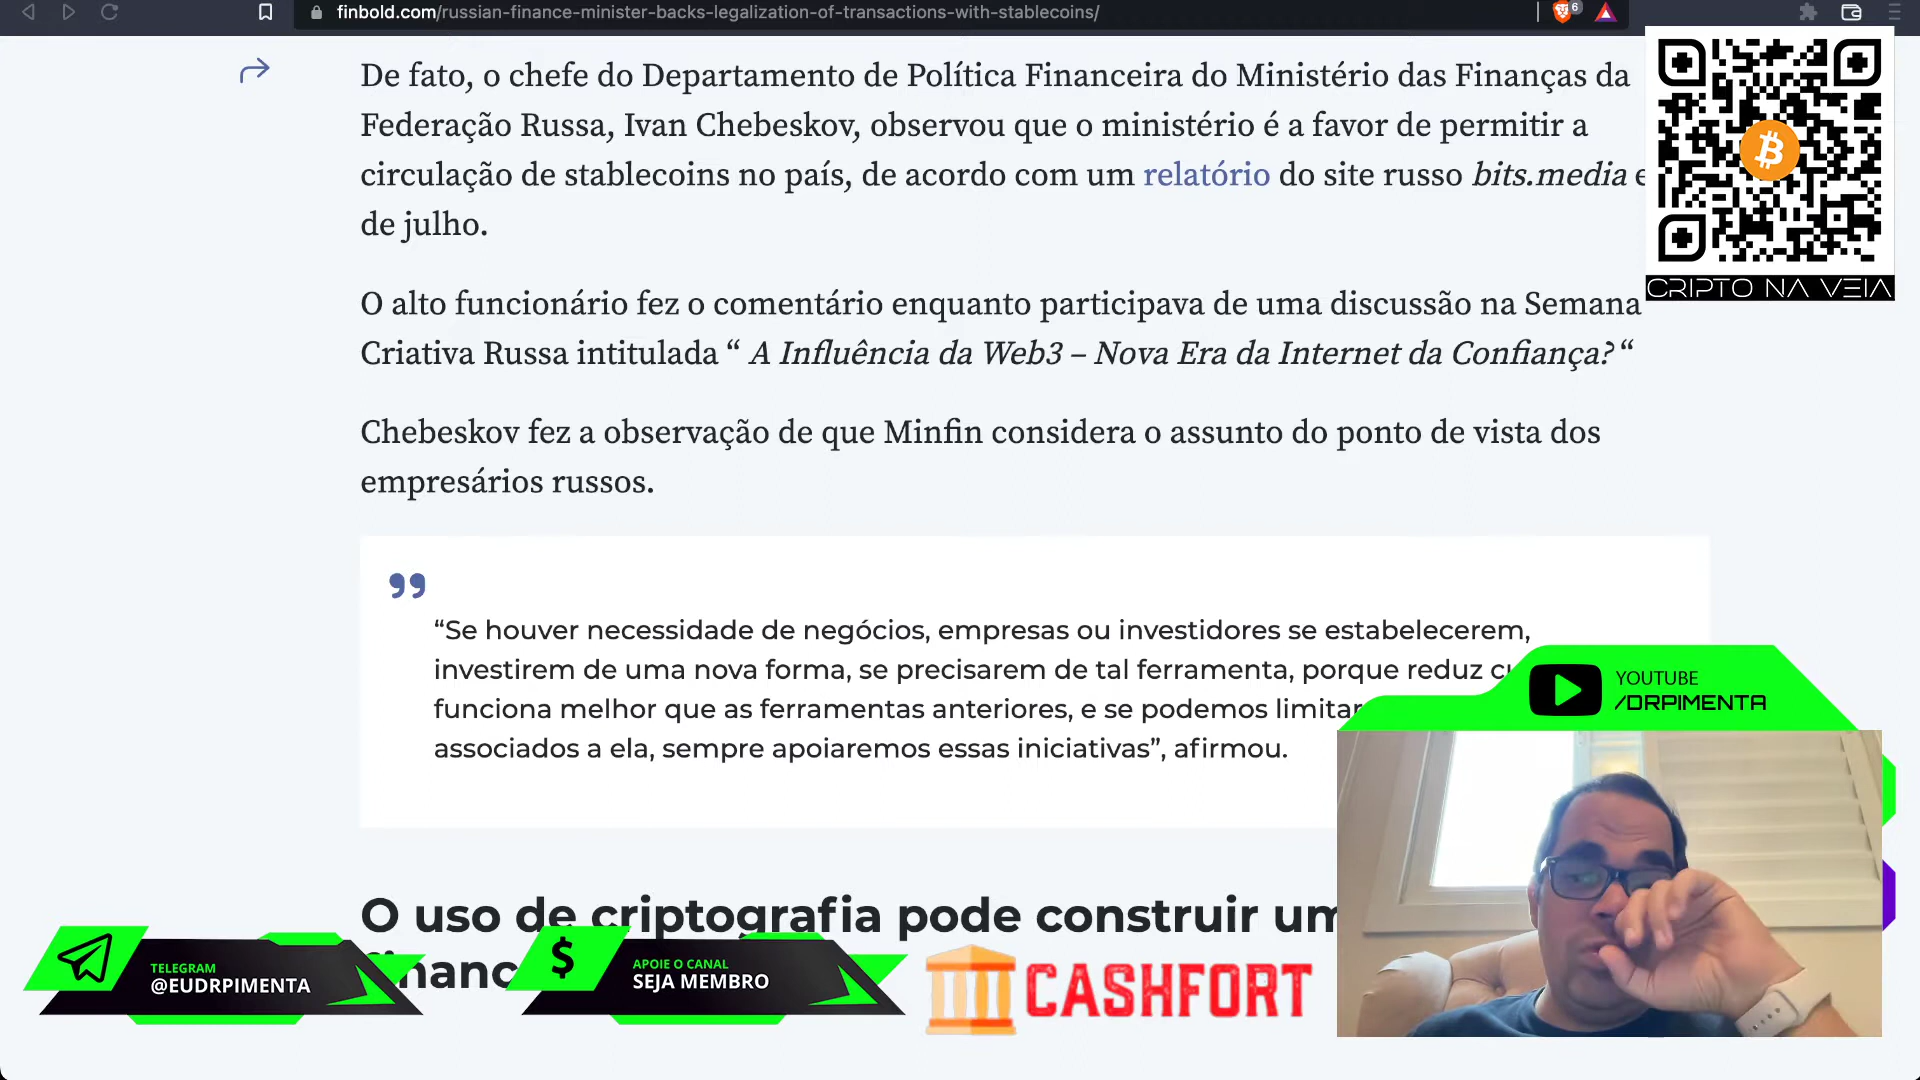 finbold.com/russian-finance-minister-backs-legalization-of-transactions-with-stablecoins/
6
De fato, o chefe do Departamento de Política Financeira do Ministério das Finanças da
Federação Russa, Ivan Chebeskov, observou que o ministério é a favor de permitir a
circulação de stablecoins no país, de acordo com um relatório do site russo bits.media
de julho.
CRIPTO NA VEIA
O alto funcionário fez o comentário enquanto participava de uma discussão na Semana
Criativa Russa intitulada “ A Influência da Web3 – Nova Era da Internet da Confiança? “
Chebeskov fez a observação de que Minfin considera o assunto do ponto de vista dos
empresários russos.
“Se houver necessidade de negócios, empresas ou investidores se estabelecerem,
investirem de uma nova forma, se precisarem de tal ferramenta, porque reduz
funciona melhor que as ferramentas anteriores, e se podemos limitar
associados a ela, sempre apoiaremos essas iniciativas”, afirmou.
YOUTUBE
/DRPIMENTA
O uso de criptografia pode construir um
TELEGRAM
@EUDRPIMENTA
APOIE O CANAL
SEJA MEMBRO
CASHFORT